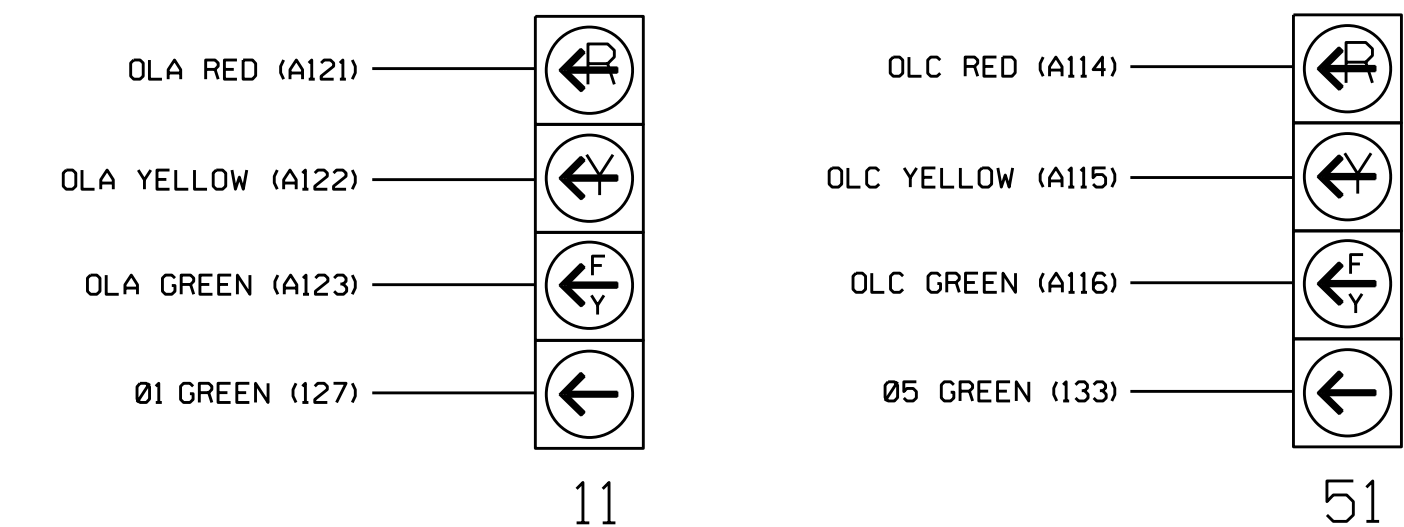 OLA RED (A121)
R
OLA YELLOW (A122)
Y
OLA GREEN (A123)
F
Y
Ø1 GREEN (127)
11
OLC RED (A114)
R
OLC YELLOW (A115)
Y
OLC GREEN (A116)
F
Y
Ø5 GREEN (133)
51